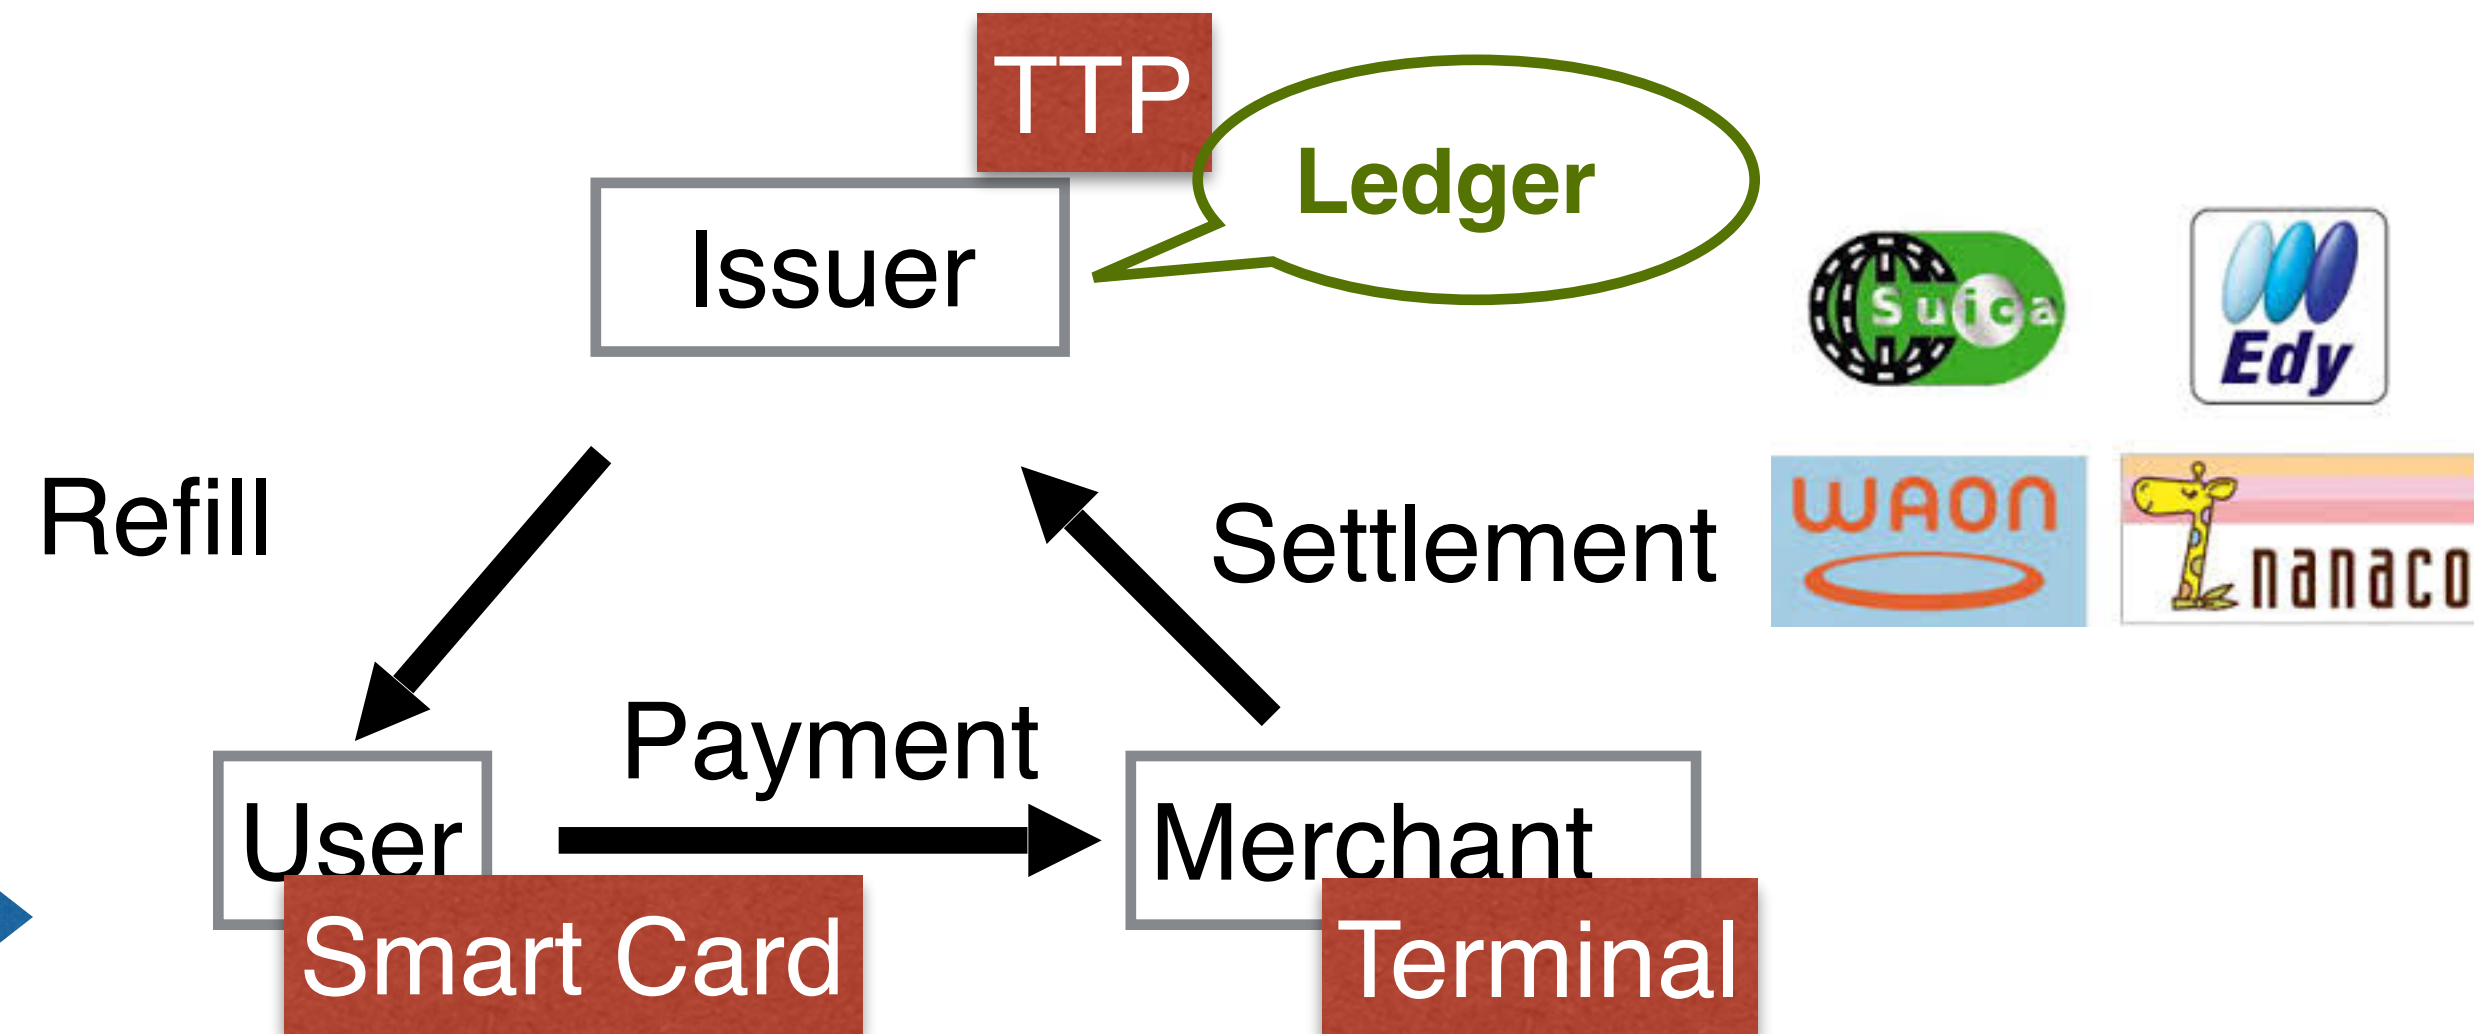 TTP
Ledger
Issuer
Suica
Edy
Refill
Settlement
WAON
nanaco
Payment
User
Merchant
Smart Card
Terminal